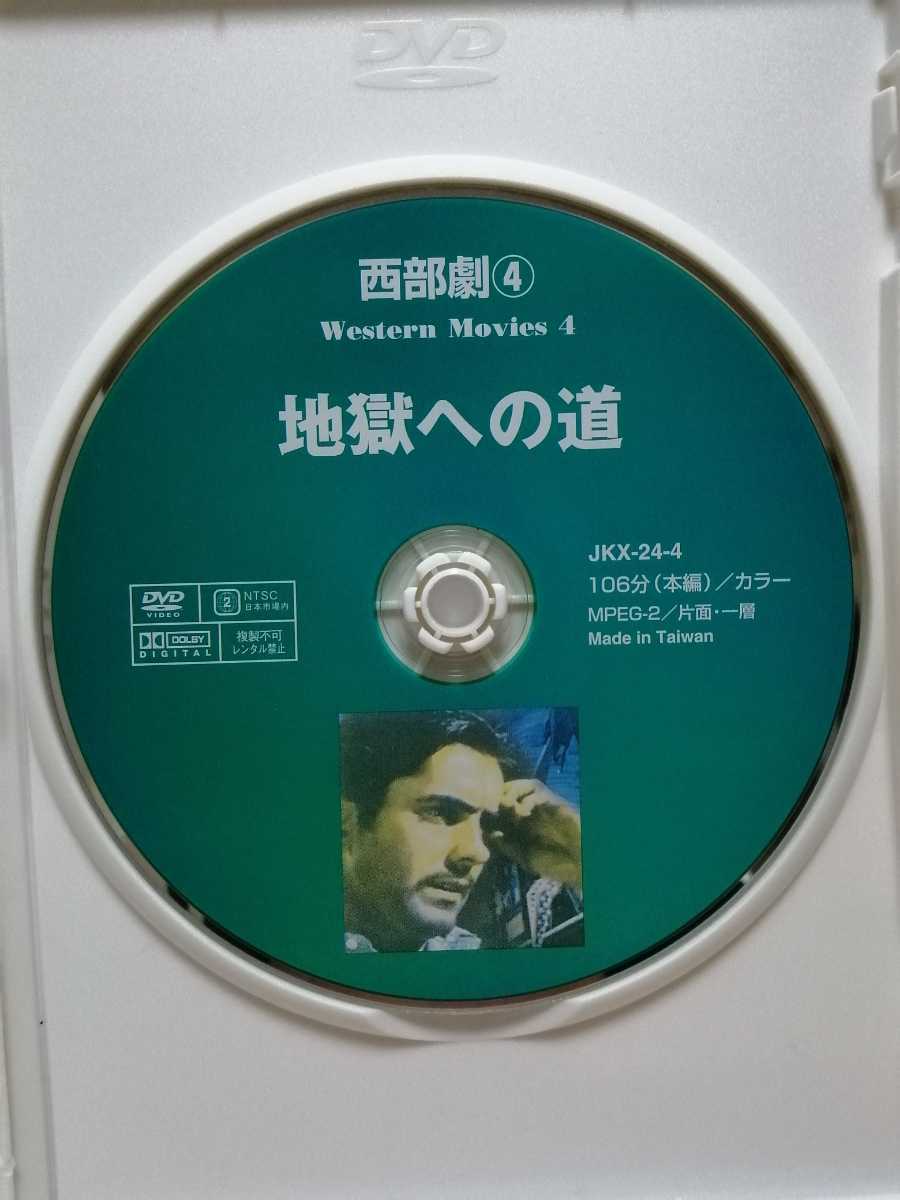 DVD
西部劇④
Western Movies 4
地獄への道
JKX-24-4
106分(本編)/カラー
MPEG-2/片面・一層
Made in Taiwan
DVD
VIDEO
2
NTSC
日本市場内
DOLBY
DIGITAL
複製不可
レンタル禁止